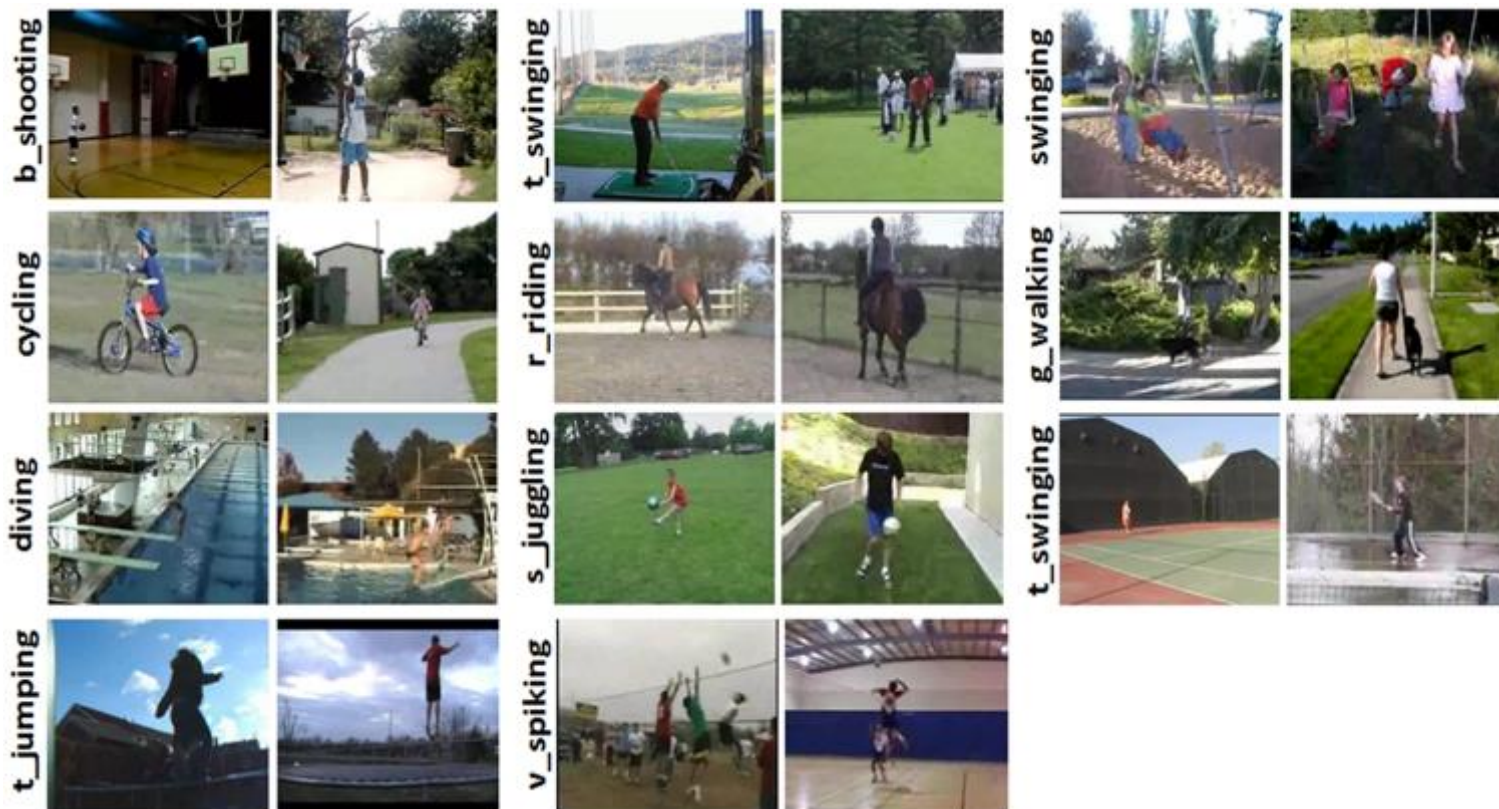 b_shooting
t_swinging
swinging
cycling
r_riding
g_walking
diving
s_juggling
t_swinging
t_jumping
v_spiking